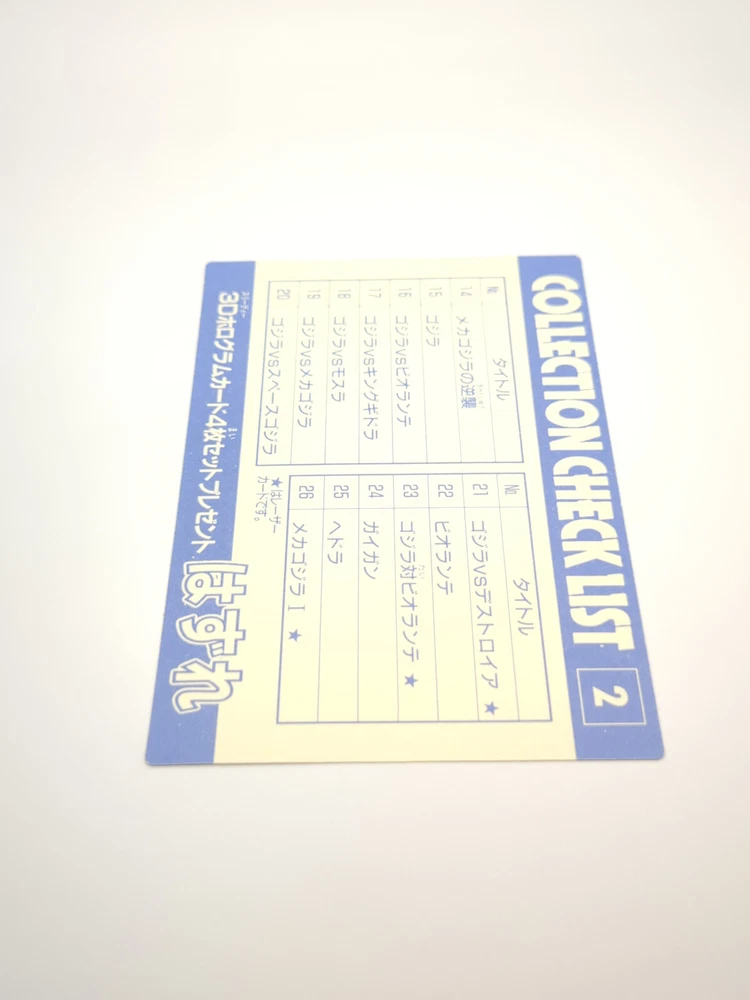 COLLECTION CHECK LIST 2
№ タイトル
14 メカゴジラの逆襲
15 ゴジラ
16 ゴジラVSビオランテ
17 ゴジラVSキングギドラ
18 ゴジラVSモスラ
19 ゴジラVSメカゴジラ
20 ゴジラVSスペースゴジラ
№ タイトル
21 ゴジラVSデストロイア ★
22 ビオランテ
23 ゴジラ対ビオランテ ★
24 ガイガン
25 ヘドラ
26 メカゴジラⅠ ★
★はレーザー
カードです。
3Dホログラムカード4枚セットプレゼント はずれ